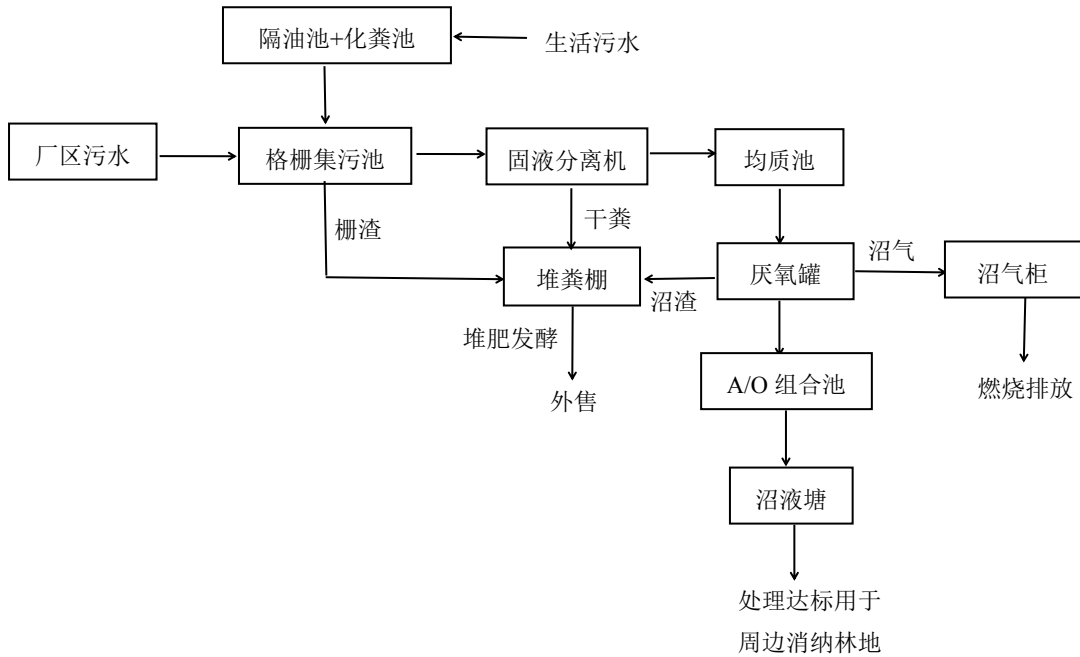 隔油池+化粪池
生活污水
厂区污水
格栅集污池
固液分离机
均质池
栅渣
干粪
堆粪棚
沼渣
厌氧罐
沼气
沼气柜
堆肥发酵
外售
A/O 组合池
燃烧排放
沼液塘
处理达标用于
周边消纳林地